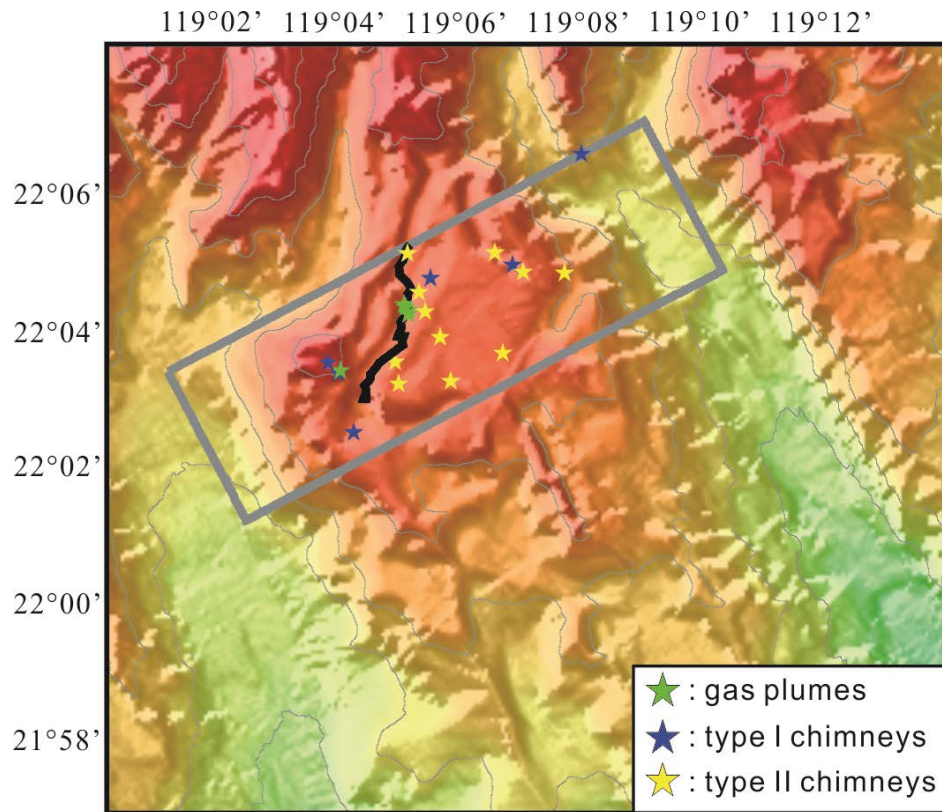 119°02’ 119°04’ 119°06’ 119°08’ 119°10’ 119°12’
22°06’
22°04’
22°02’
22°00’
21°58’
: gas plumes
: type I chimneys
: type II chimneys